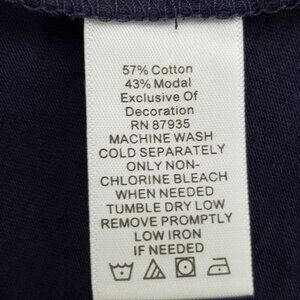 57% Cotton
43% Modal
Exclusive Of
Decoration
RN 87935
MACHINE WASH
COLD SEPARATELY
ONLY NON-
CHLORINE BLEACH
WHEN NEEDED
TUMBLE DRY LOW
REMOVE PROMPTLY
LOW IRON
IF NEEDED